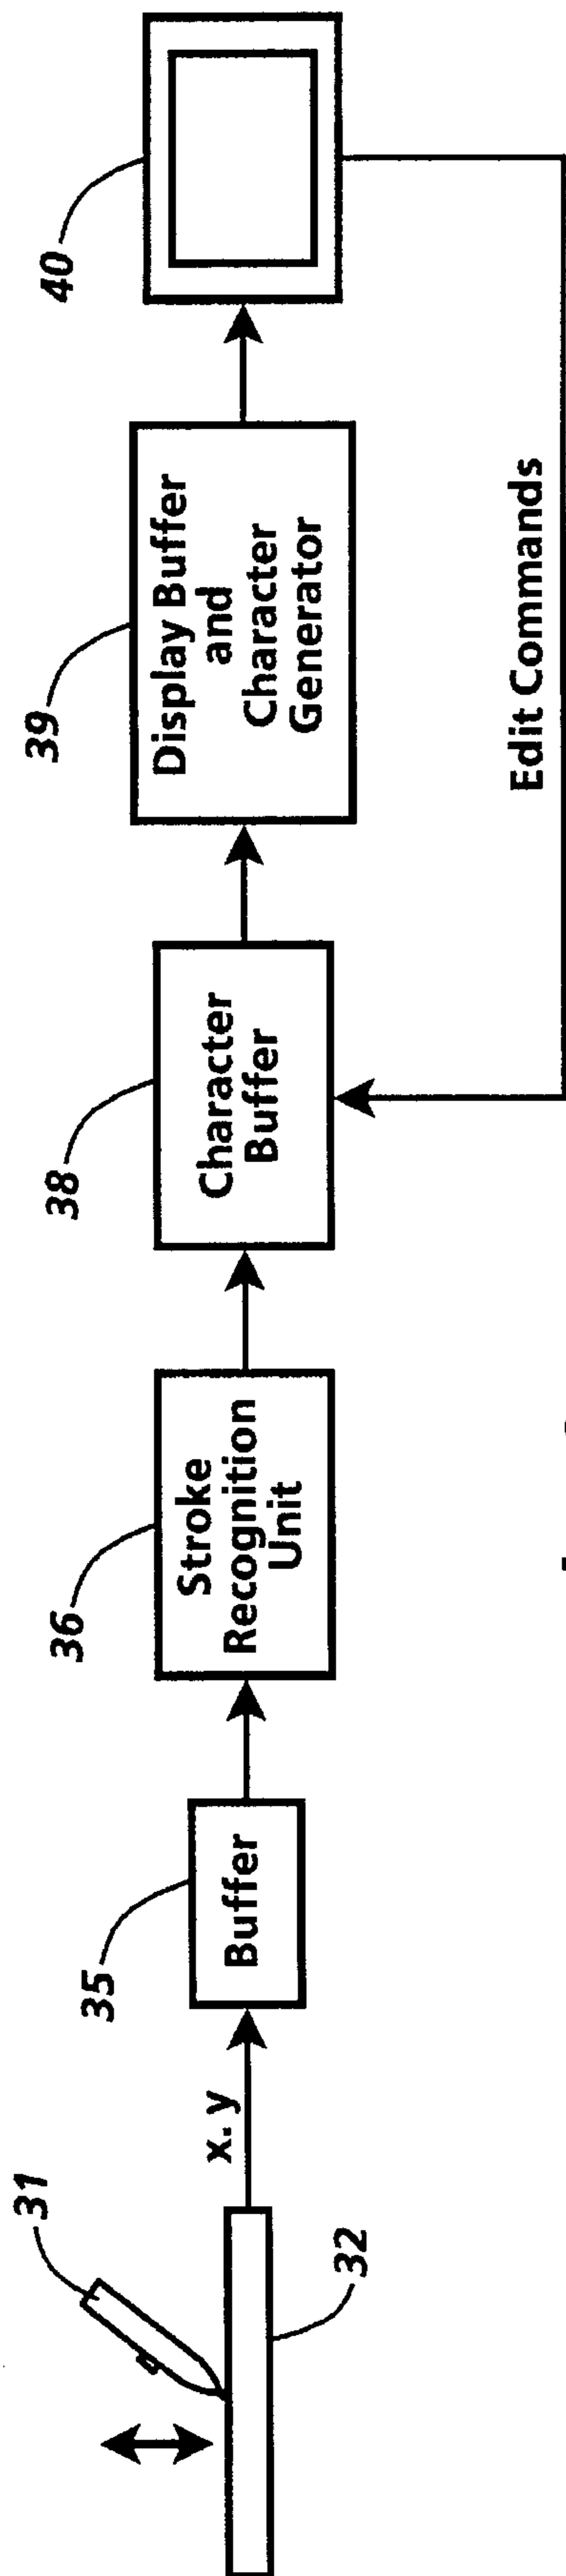 31
32
x. y
35
Buffer
36
Stroke
Recognition
Unit
38
Character
Buffer
39
Display Buffer
and
Character
Generator
40
Edit Commands